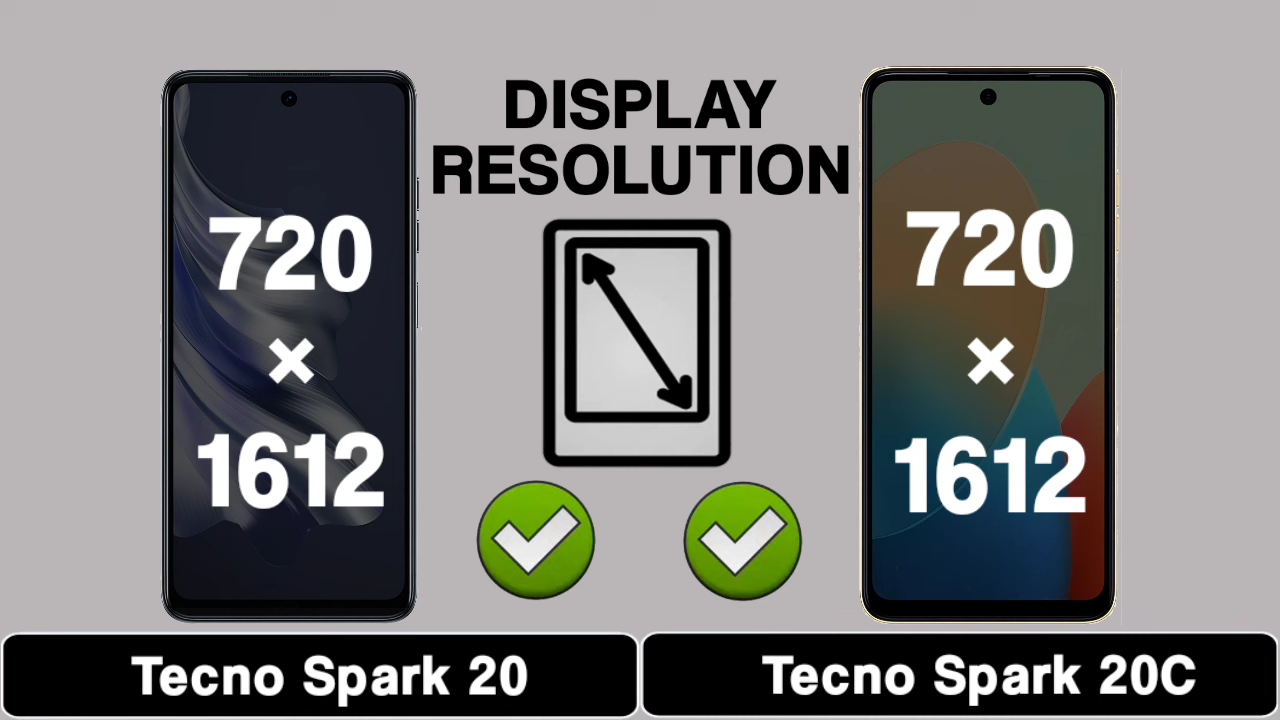 DISPLAY
RESOLUTION
720
×
1612
720
×
1612
Tecno Spark 20
Tecno Spark 20C